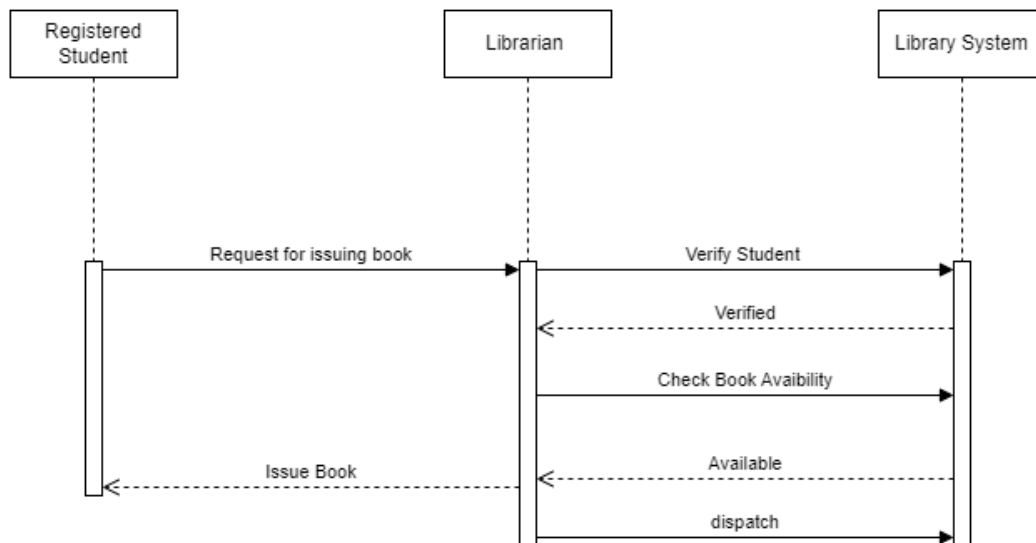 Registered
Student
Librarian
Library System
Request for issuing book
Verify Student
Verified
Check Book Avaibility
Available
Issue Book
dispatch